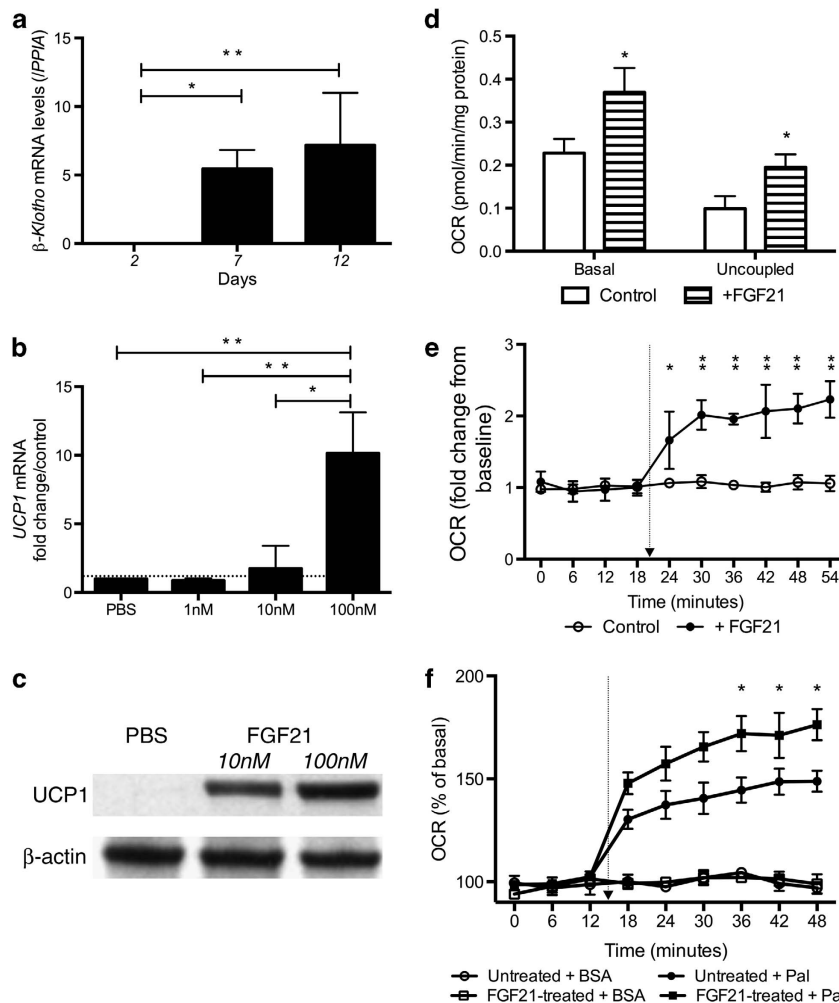 a
β-Klotho mRNA levels (/PPIA)
15
10
5
0
* *
*
2 7 12
Days
b
UCP1 mRNA
fold change/control
15
10
5
0
* *
* *
*
PBS 1nM 10nM 100nM
c
PBS FGF21
10nM 100nM
UCP1
β-actin
d
OCR (pmol/min/mg protein)
0.5
0.4
0.3
0.2
0.1
0.0
*
*
Basal Uncoupled
Control +FGF21
e
OCR (fold change from
baseline)
3
2
1
0
* * * * * *
* * * * *
0 6 12 18 24 30 36 42 48 54
Time (minutes)
Control + FGF21
f
OCR (% of basal)
200
150
100
* * *
0 6 12 18 24 30 36 42 48
Time (minutes)
Untreated + BSA Untreated + Pal
FGF21-treated + BSA FGF21-treated + Pa